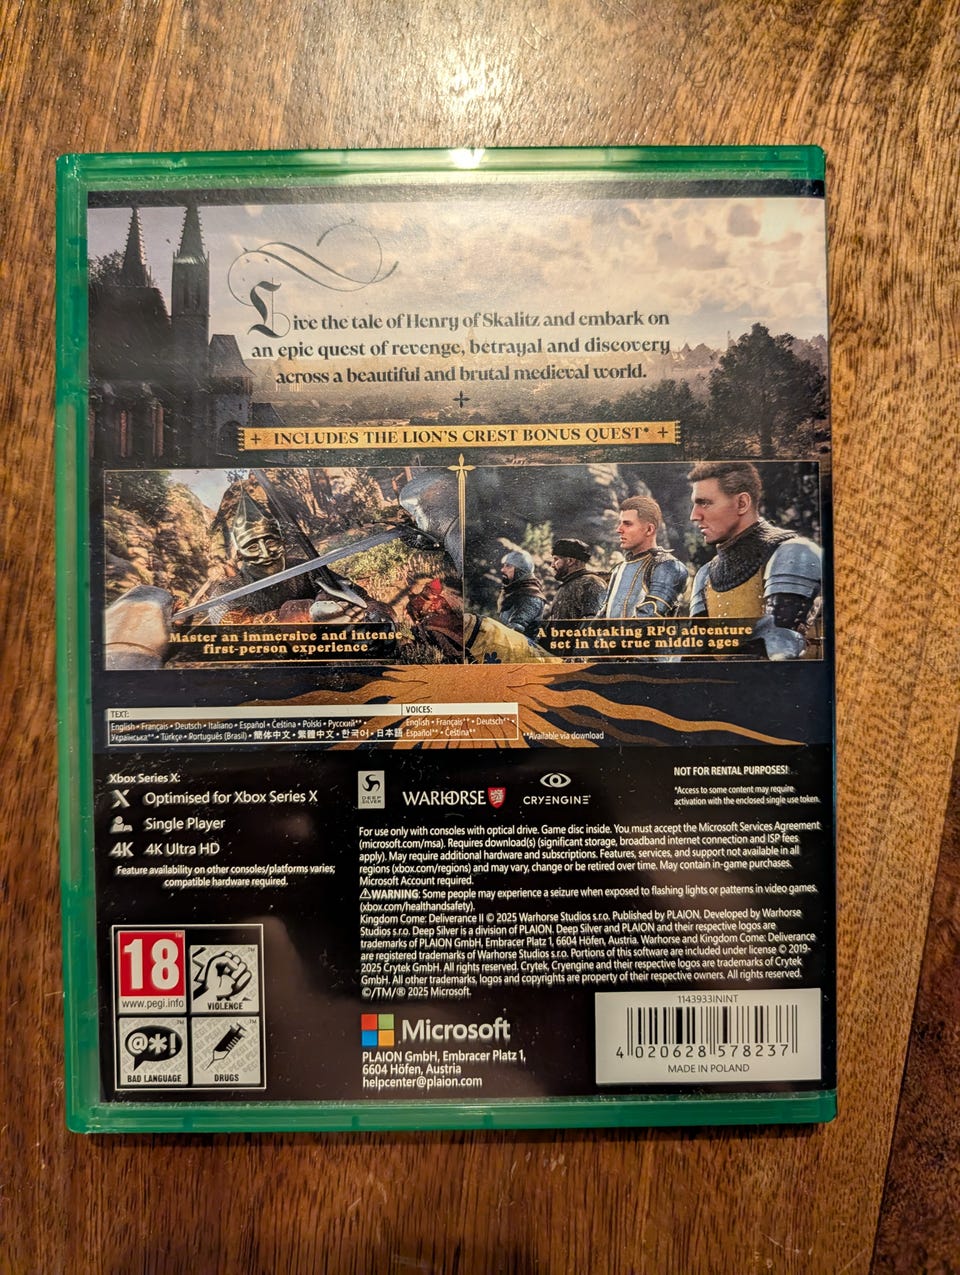 Live the tale of Henry of Skalitz and embark on
an epic quest of revenge, betrayal and discovery
across a beautiful and brutal medieval world.
INCLUDES THE LION'S CREST BONUS QUEST*
Master an immersive and intense
first-person experience
A breathtaking RPG adventure
set in the true middle ages
TEXT:
English • Français • Deutsch • Italiano • Español • Čeština • Polski • Русский**•
Українська** • Türkçe • Português (Brasil) • 简体中文 • 繁體中文 • 한국어 • 日本語
VOICES:
English • Français** • Deutsch** •
Español** • Čeština**
**Available via download
Xbox Series X:
Optimised for Xbox Series X
Single Player
4K 4K Ultra HD
Feature availability on other consoles/platforms varies;
compatible hardware required.
DEEP
SILVER
WARHORSE
CRYENGINE®
NOT FOR RENTAL PURPOSES!
*Access to some content may require
activation with the enclosed single use token.
For use only with consoles with optical drive. Game disc inside. You must accept the Microsoft Services Agreement
(microsoft.com/msa). Requires download(s) (significant storage, broadband internet connection and ISP fees
apply). May require additional hardware and subscriptions. Features, services, and support not available in all
regions (xbox.com/regions) and may vary, change or be retired over time. May contain in-game purchases.
Microsoft Account required.
⚠WARNING: Some people may experience a seizure when exposed to flashing lights or patterns in video games.
(xbox.com/healthandsafety).
Kingdom Come: Deliverance II © 2025 Warhorse Studios s.r.o. Published by PLAION. Developed by Warhorse
Studios s.r.o. Deep Silver is a division of PLAION. Deep Silver and PLAION and their respective logos are
trademarks of PLAION GmbH, Embracer Platz 1, 6604 Höfen, Austria. Warhorse and Kingdom Come: Deliverance
are registered trademarks of Warhorse Studios s.r.o. Portions of this software are included under license © 2019-
2025 Crytek GmbH. All rights reserved. Crytek, Cryengine and their respective logos are trademarks of Crytek
GmbH. All other trademarks, logos and copyrights are property of their respective owners. All rights reserved.
©/TM/® 2025 Microsoft.
18
www.pegi.info
VIOLENCE
@*!
BAD LANGUAGE
DRUGS
Microsoft
PLAION GmbH, Embracer Platz 1,
6604 Höfen, Austria
helpcenter@plaion.com
1143933ININT
4 020628 578237
MADE IN POLAND